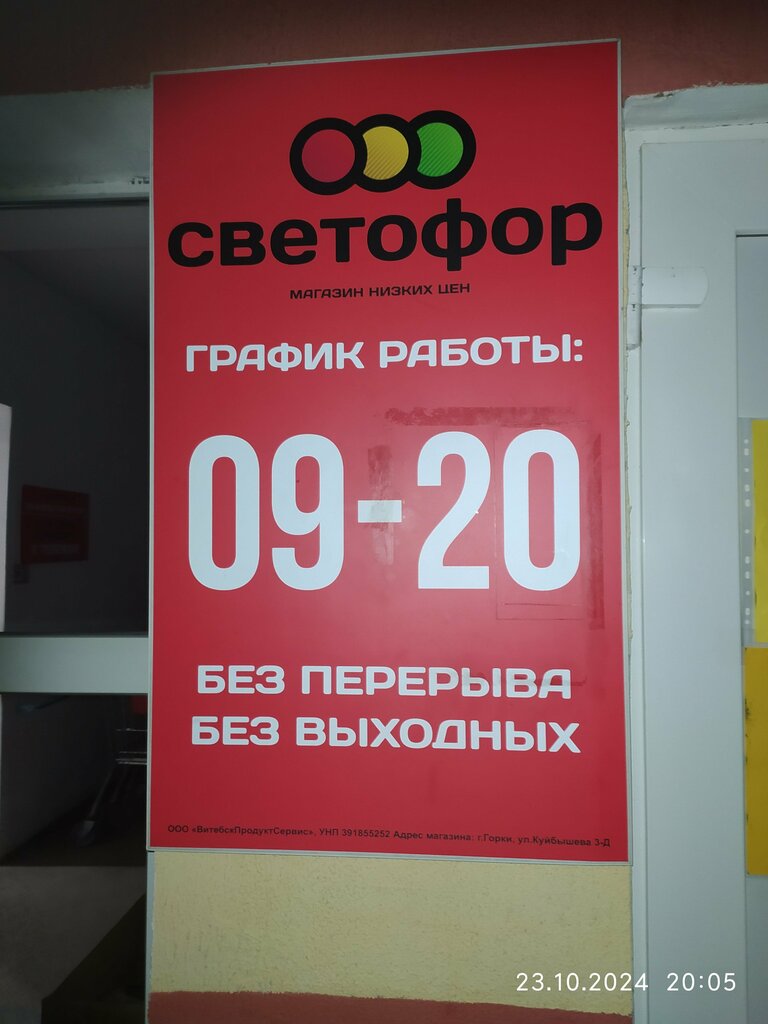 светофор
МАГАЗИН НИЗКИХ ЦЕН
ГРАФИК РАБОТЫ:
09-20
БЕЗ ПЕРЕРЫВА
БЕЗ ВЫХОДНЫХ
ООО «ВитебскПродуктСервис», УНП 391855252 Адрес магазина: г.Горки, ул.Куйбышева 3-Д
23.10.2024 20:05